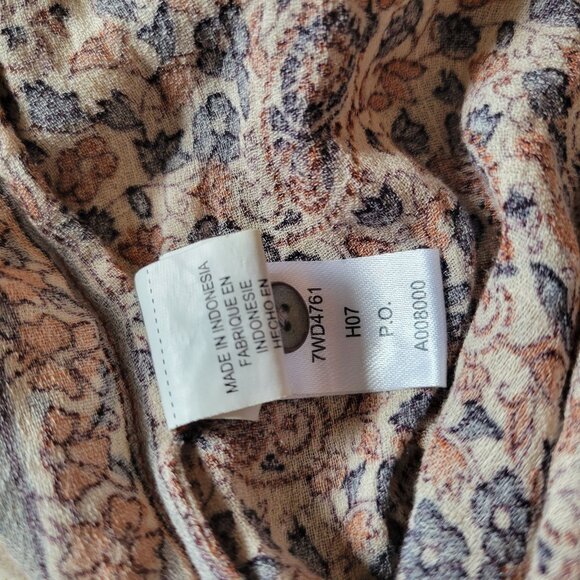 MADE IN INDONESIA
FABRIQUE EN
INDONESIE
HECHO EN
7WD4761
H07
P.O.
A008000